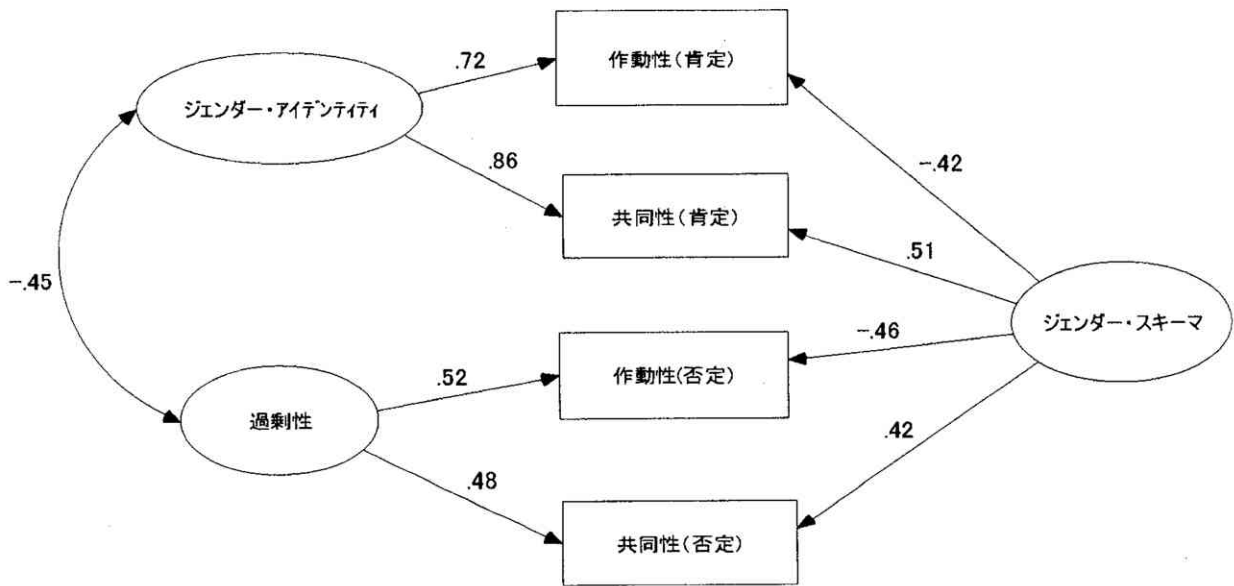 作動性(肯定)
.72
ジェンダー・アイデンティティ
.86
-.42
共同性(肯定)
.51
-.45
ジェンダー・スキーマ
-.46
作動性(否定)
.52
過剰性
.42
.48
共同性(否定)